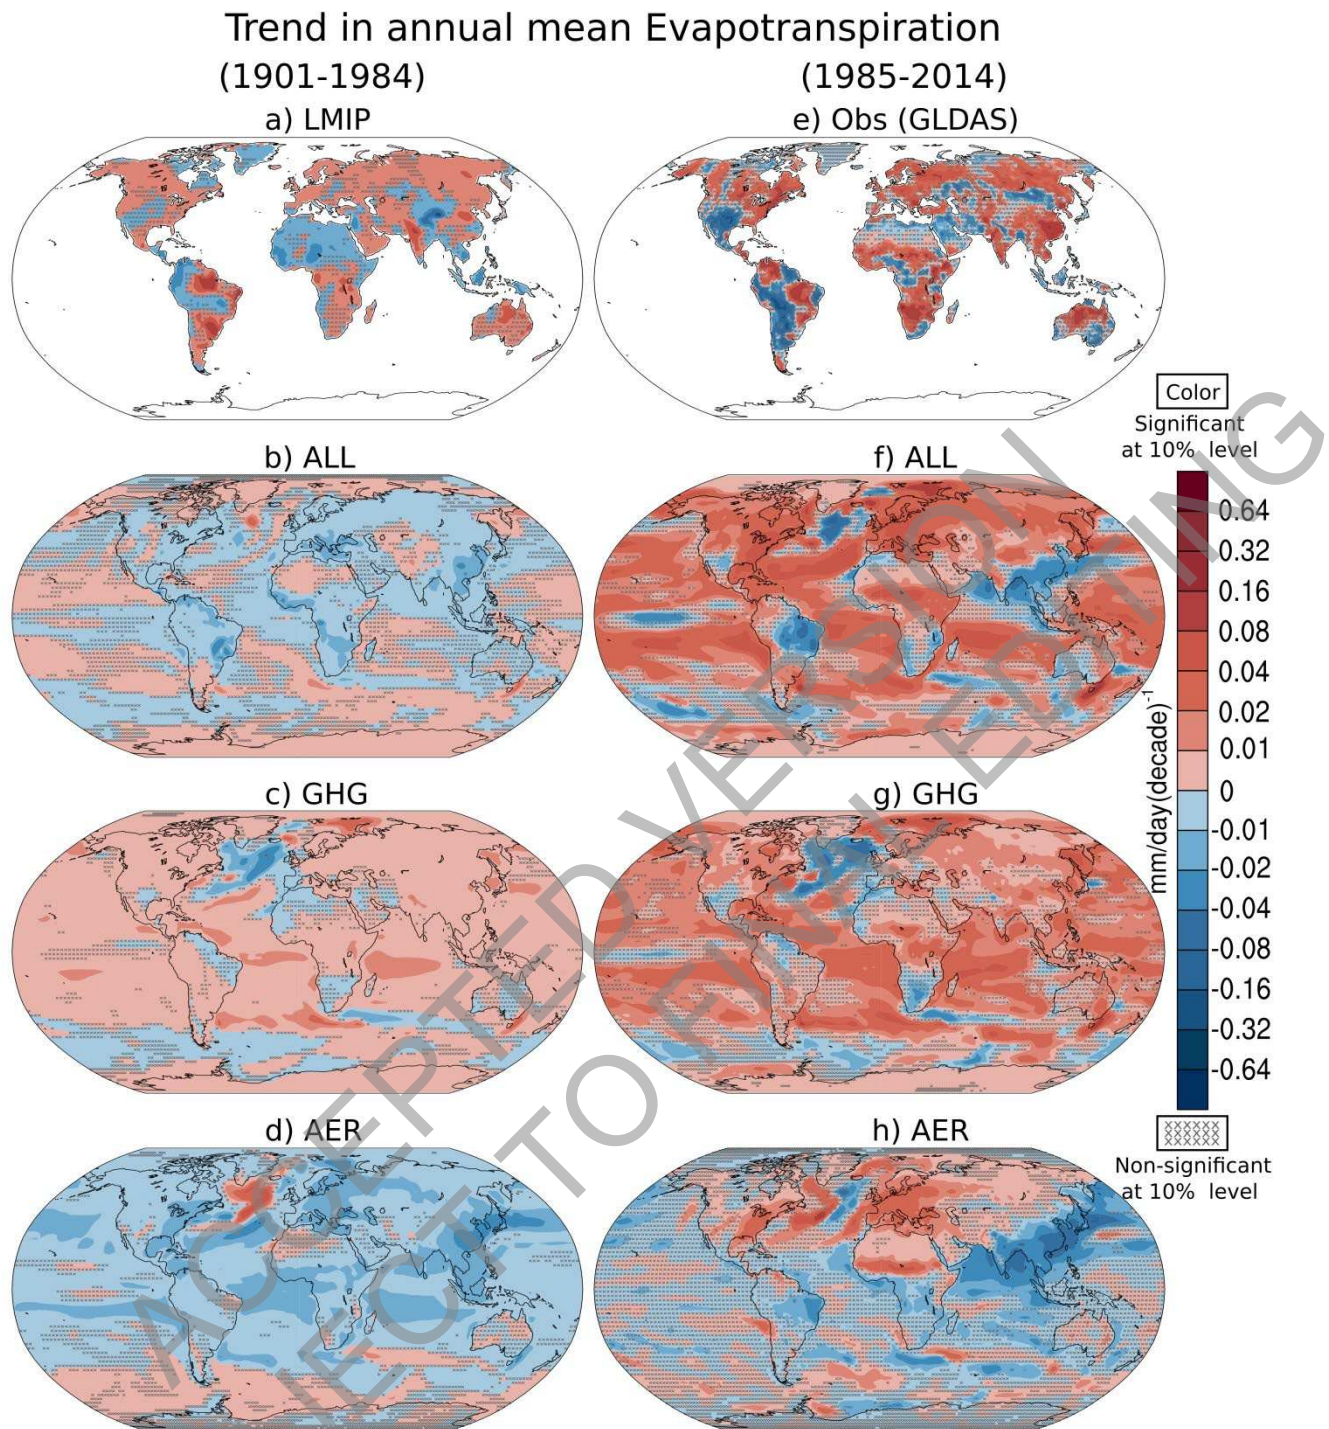 Trend in annual mean Evapotranspiration
(1901-1984)
(1985-2014)
a) LMIP
e) Obs (GLDAS)
b) ALL
f) ALL
c) GHG
g) GHG
d) AER
h) AER
Color
Significant
at 10% level
0.64
0.32
0.16
0.08
0.04
0.02
0.01
0
-0.01
-0.02
-0.04
-0.08
-0.16
-0.32
-0.64
mm/day(decade)⁻¹
Non-significant
at 10% level
ACCEPTED VERSION
SUBJECT TO FINAL EDITING